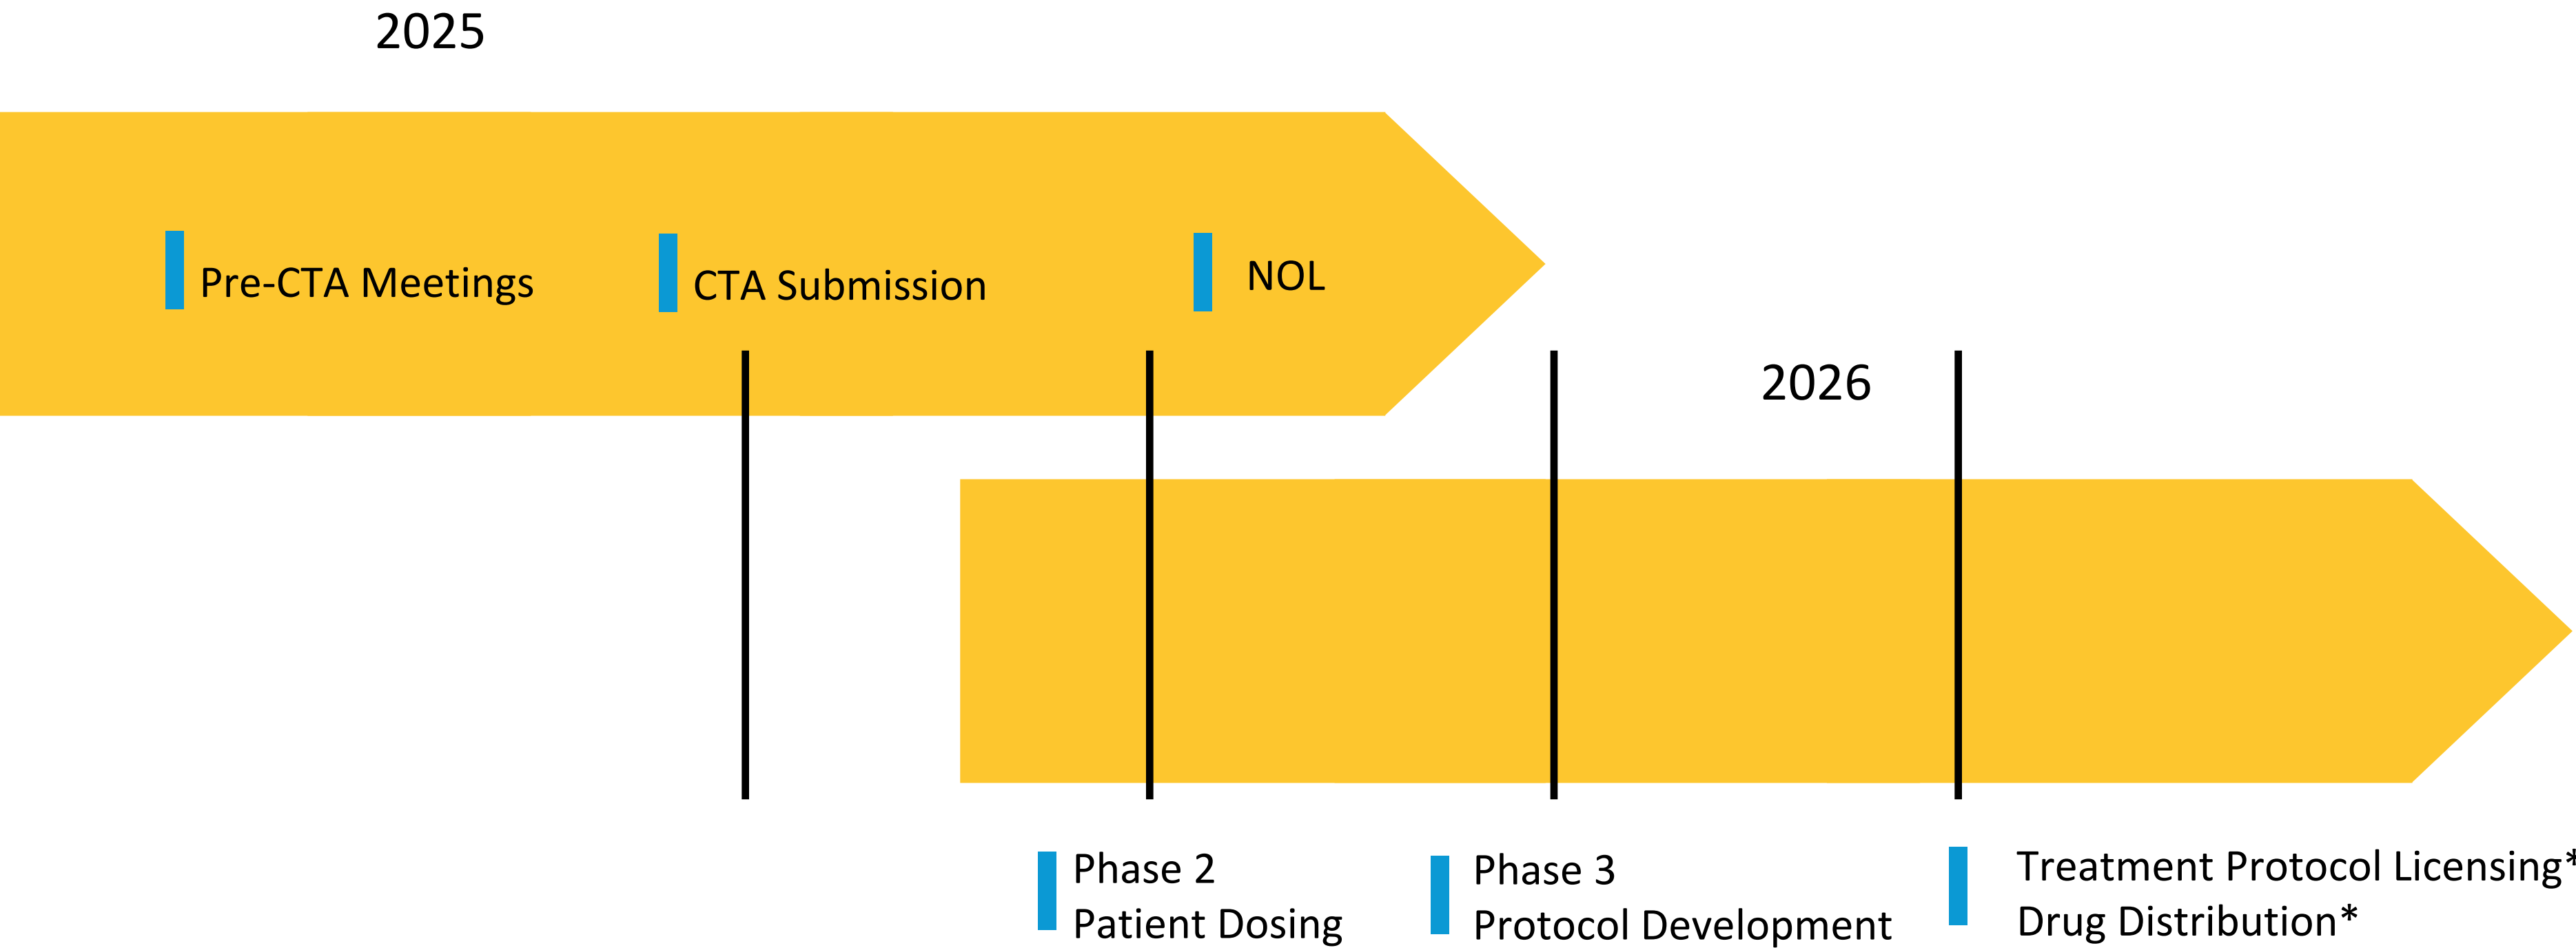 2025
Pre-CTA Meetings
CTA Submission
NOL
2026
Phase 2
Patient Dosing
Phase 3
Protocol Development
Treatment Protocol Licensing*
Drug Distribution*